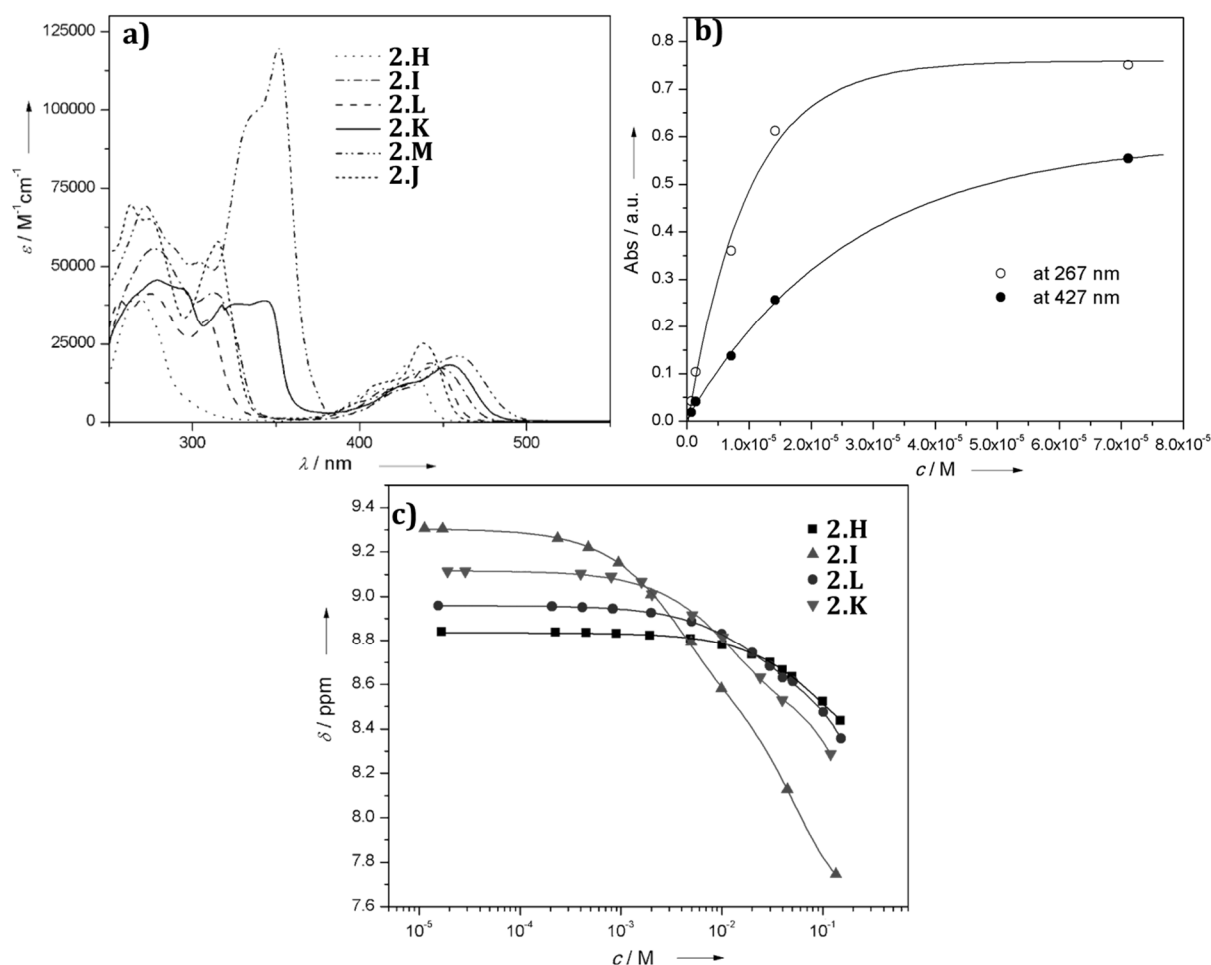 a)
125000
100000
75000
50000
25000
0
ε / M⁻¹cm⁻¹
300
400
500
λ / nm
2.H
2.I
2.L
2.K
2.M
2.J
b)
0.8
0.7
0.6
0.5
0.4
0.3
0.2
0.1
0.0
Abs / a.u.
at 267 nm
at 427 nm
0.0
1.0x10⁻⁵
2.0x10⁻⁵
3.0x10⁻⁵
4.0x10⁻⁵
5.0x10⁻⁵
6.0x10⁻⁵
7.0x10⁻⁵
8.0x10⁻⁵
c / M
c)
9.4
9.2
9.0
8.8
8.6
8.4
8.2
8.0
7.8
7.6
δ / ppm
2.H
2.I
2.L
2.K
10⁻⁵
10⁻⁴
10⁻³
10⁻²
10⁻¹
c / M